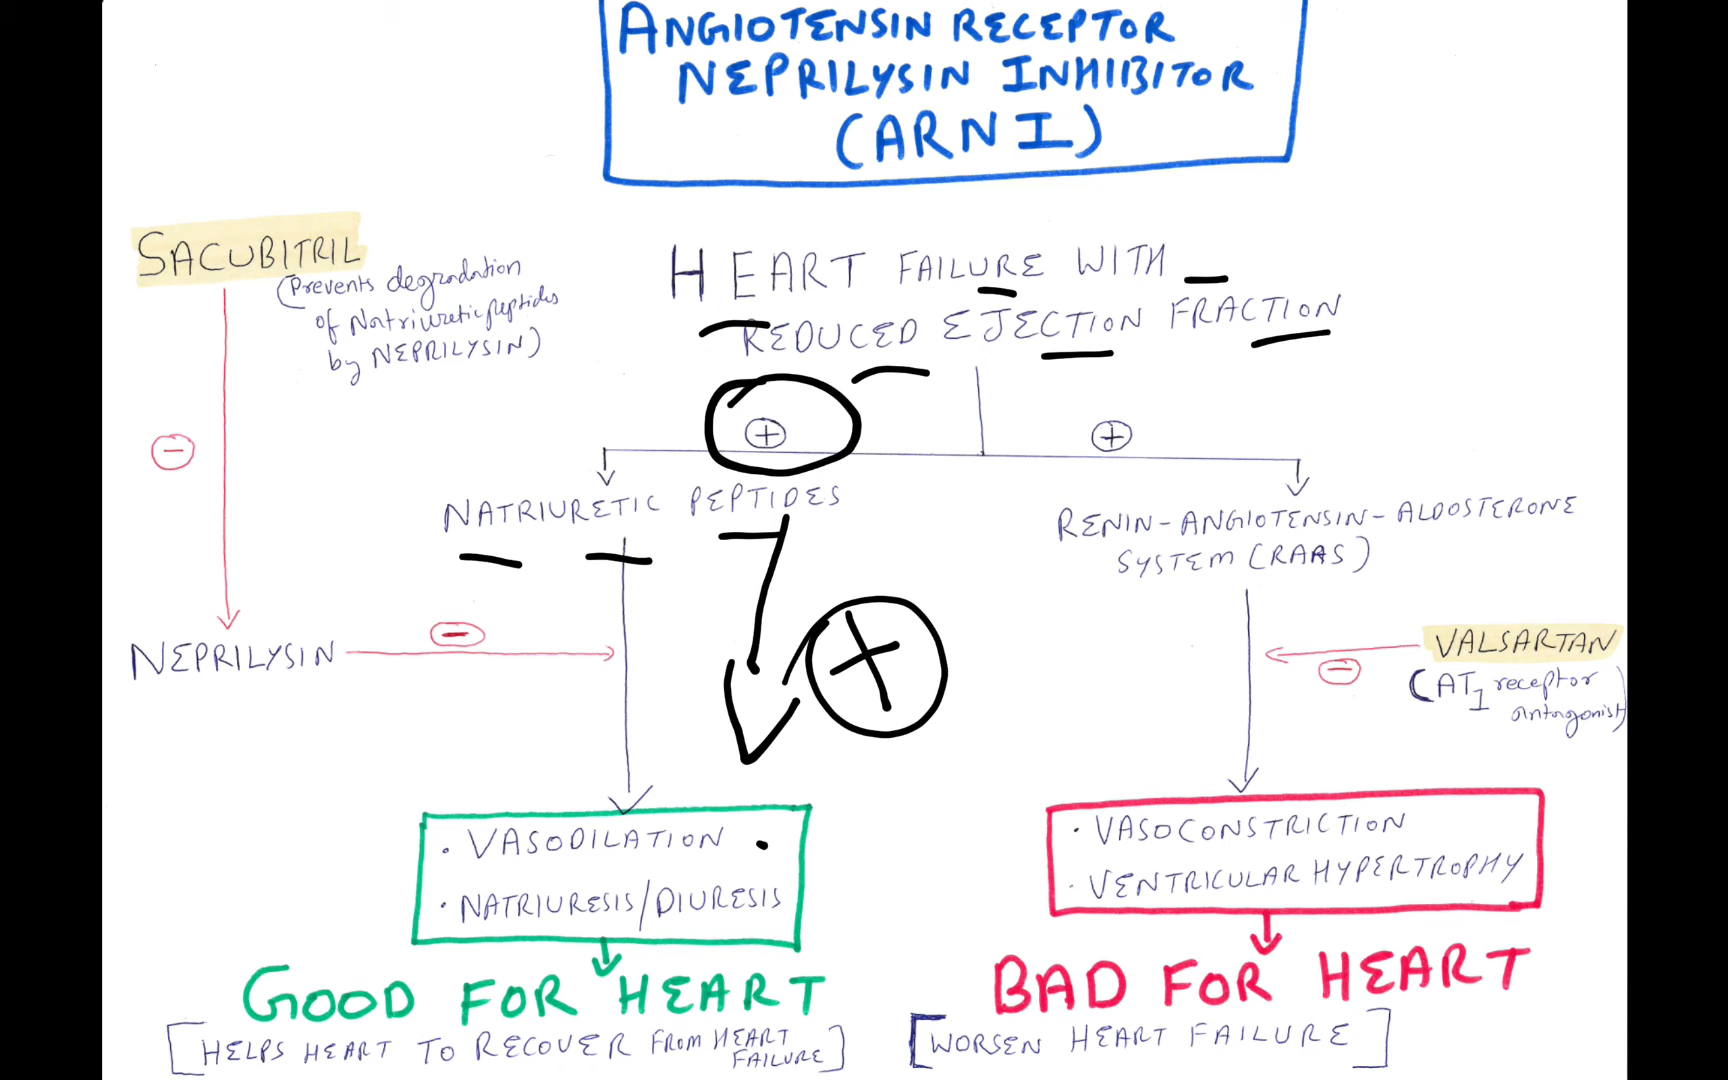 ANGIOTENSIN RECEPTOR
NEPRILYSIN INHIBITOR
(ARNI)
SACUBITRIL
(Prevents degradation
of Natriuretic peptides
by NEPRILYSIN)
HEART FAILURE WITH
REDUCED EJECTION FRACTION
+
+
−
NATRIURETIC PEPTIDES
RENIN-ANGIOTENSIN-ALDOSTERONE
SYSTEM (RAAS)
−
NEPRILYSIN
+
VALSARTAN
−
(AT1 receptor
antagonist)
· VASODILATION
· NATRIURESIS/DIURESIS
· VASOCONSTRICTION
· VENTRICULAR HYPERTROPHY
GOOD FOR HEART
[HELPS HEART TO RECOVER FROM HEART
FAILURE]
BAD FOR HEART
[WORSEN HEART FAILURE]